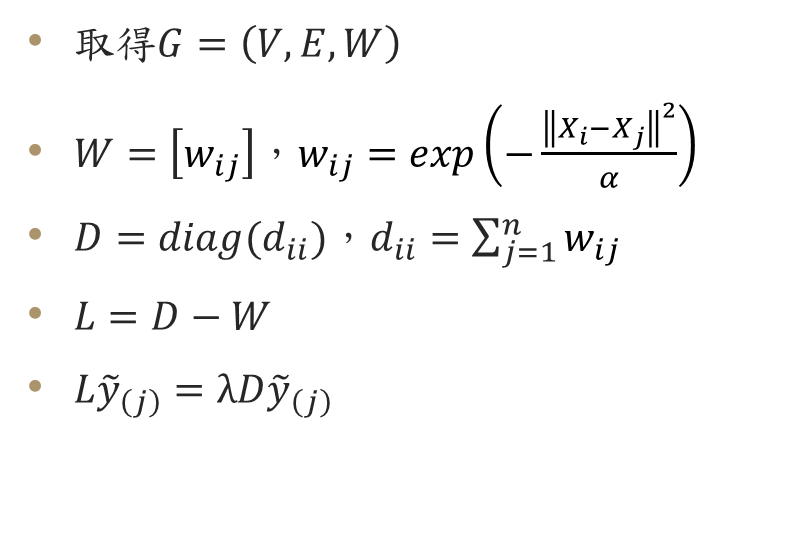 • 取得G = (V, E, W)
• W = [w_{ij}]，w_{ij} = exp(−‖X_i−X_j‖²/α)
• D = diag(d_{ii})，d_{ii} = ∑_{j=1}^{n} w_{ij}
• L = D − W
• Lỹ_{(j)} = λDỹ_{(j)}